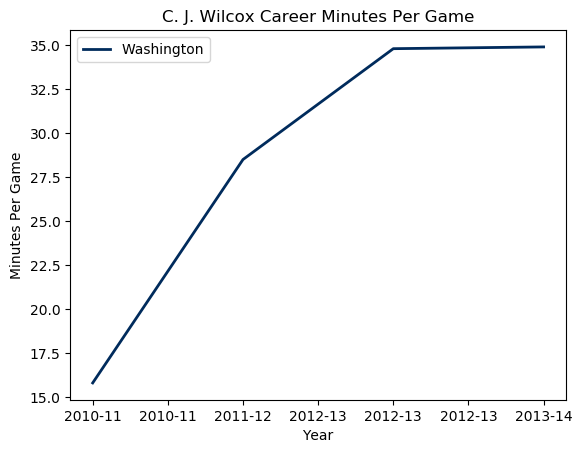 C. J. Wilcox Career Minutes Per Game
Washington
35.0
32.5
30.0
27.5
25.0
22.5
20.0
17.5
15.0
Minutes Per Game
2010-11 2010-11 2011-12 2012-13 2012-13 2012-13 2013-14
Year